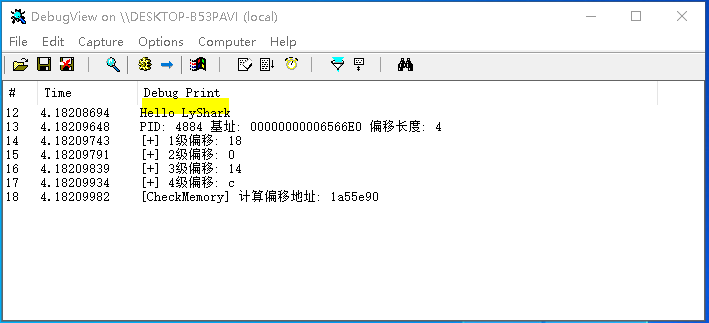 DebugView on \\DESKTOP-B53PAVI (local)
File Edit Capture Options Computer Help
# Time Debug Print
12 4.18208694 Hello LyShark
13 4.18209648 PID: 4884 基址: 00000000006566E0 偏移长度: 4
14 4.18209743 [+] 1级偏移: 18
15 4.18209791 [+] 2级偏移: 0
16 4.18209839 [+] 3级偏移: 14
17 4.18209934 [+] 4级偏移: c
18 4.18209982 [CheckMemory] 计算偏移地址: 1a55e90